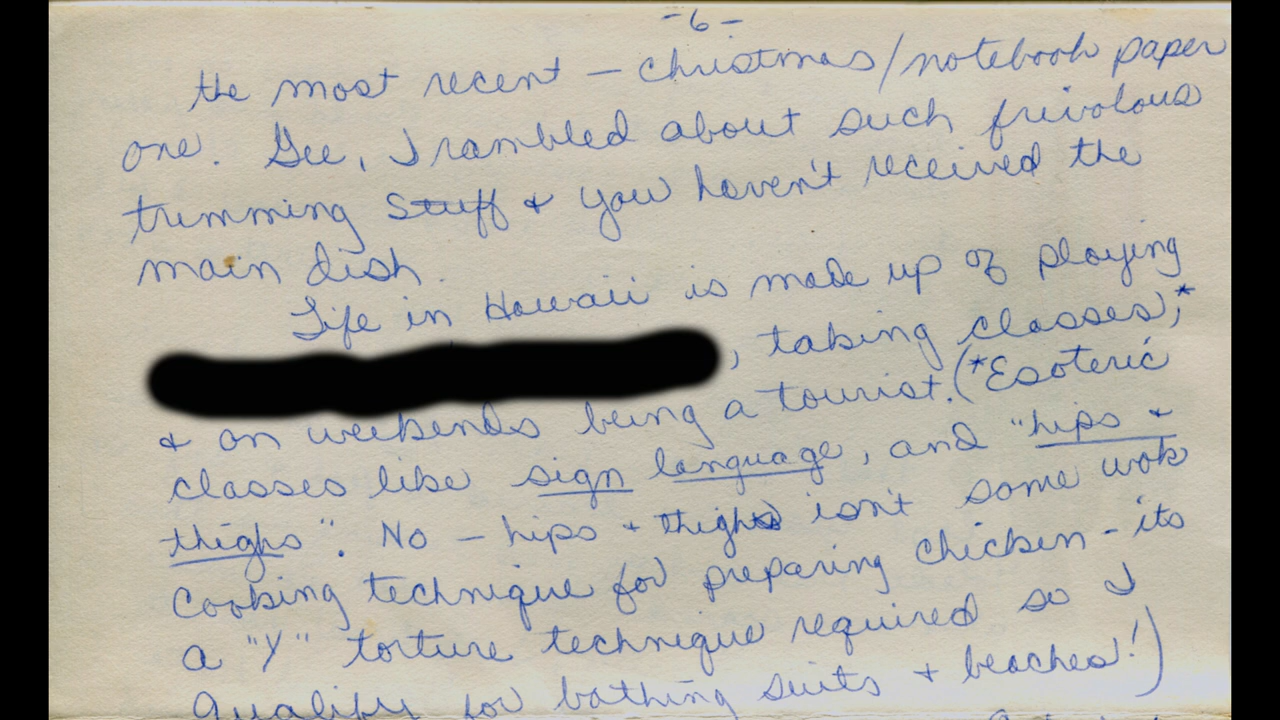 -6-
the most recent — Christmas/notebook paper
one. Gee, I rambled about such frivolous
trimming stuff & you haven't received the
main dish.
Life in Hawaii is made up of playing
, taking classes,*
& on weekends being a tourist. (*Esoteric
classes like sign language, and "hips &
thighs". No — hips & thighs isn't some wok
cooking technique for preparing chicken - its
a "Y" torture technique required so I
qualify for bathing suits & beaches!)